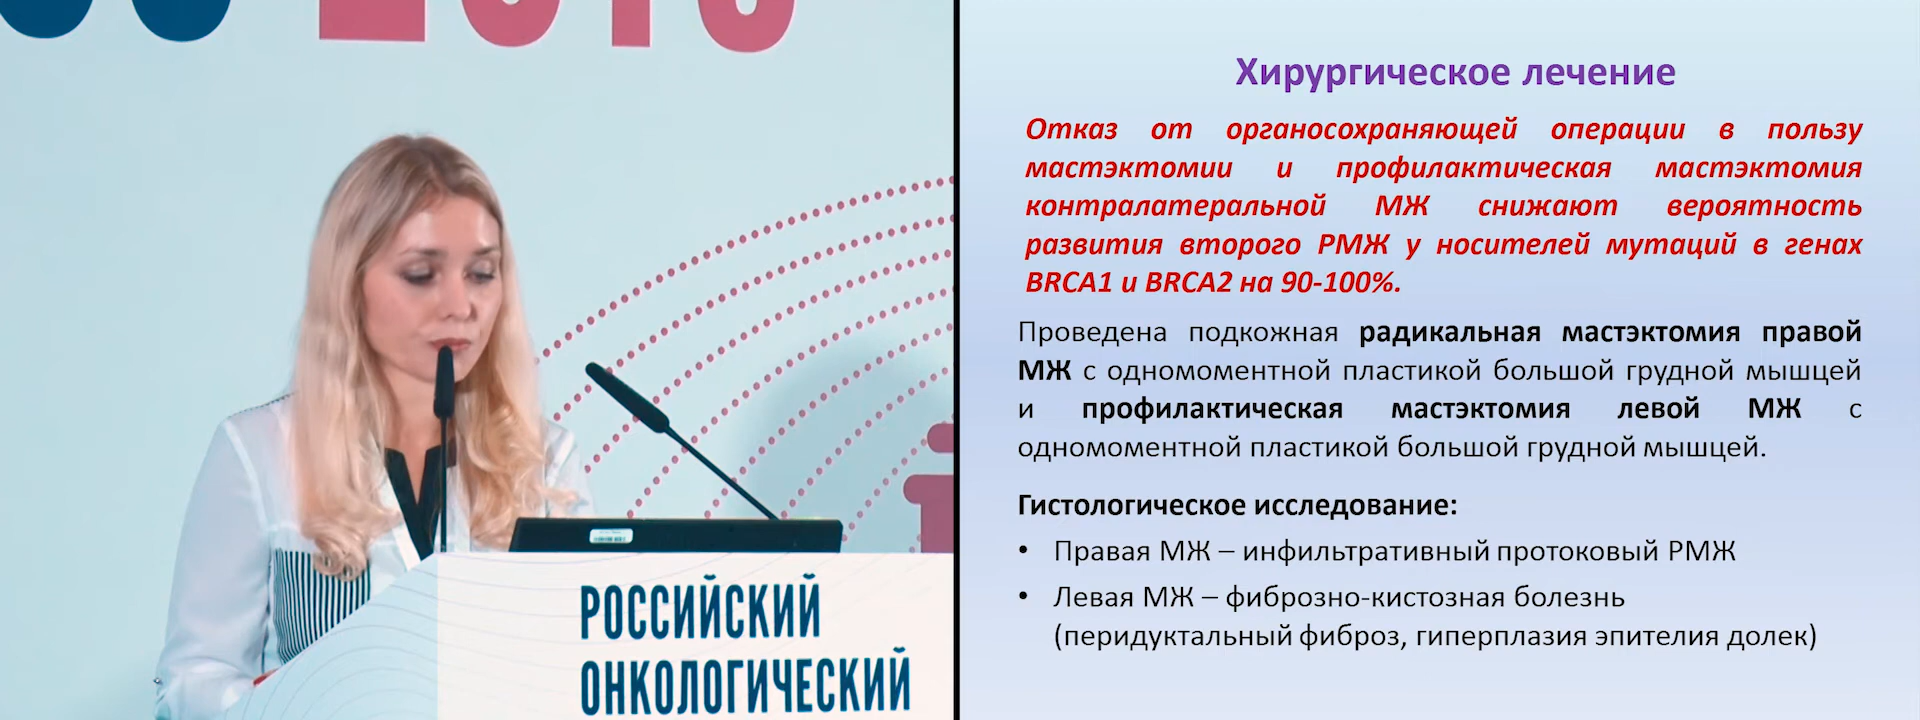 РОССИЙСКИЙ
ОНКОЛОГИЧЕСКИЙ
Хирургическое лечение
Отказ от органосохраняющей операции в пользу
мастэктомии и профилактическая мастэктомия
контралатеральной МЖ снижают вероятность
развития второго РМЖ у носителей мутаций в генах
BRCA1 и BRCA2 на 90-100%.
Проведена подкожная радикальная мастэктомия правой
МЖ с одномоментной пластикой большой грудной мышцей
и профилактическая мастэктомия левой МЖ с
одномоментной пластикой большой грудной мышцей.
Гистологическое исследование:
• Правая МЖ – инфильтративный протоковый РМЖ
• Левая МЖ – фиброзно-кистозная болезнь
(перидуктальный фиброз, гиперплазия эпителия долек)